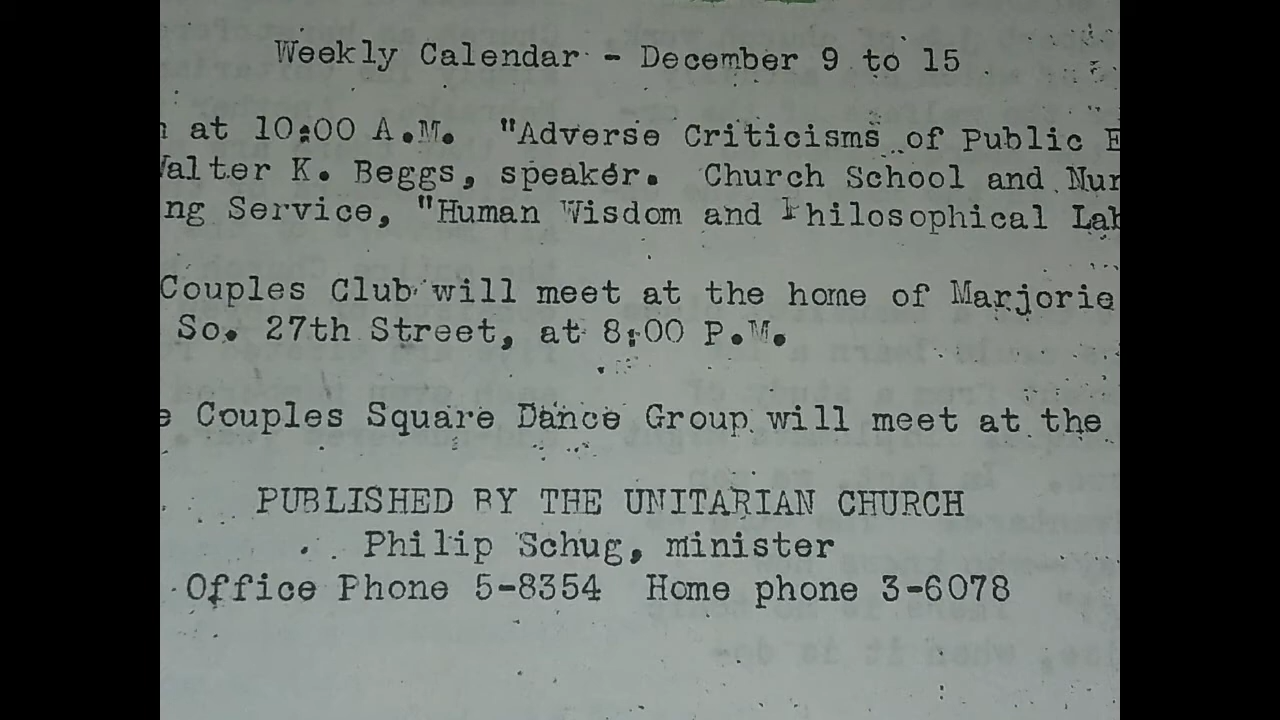 Weekly Calendar - December 9 to 15
at 10:00 A.M. "Adverse Criticisms of Public E
Walter K. Beggs, speaker. Church School and Nur
ng Service, "Human Wisdom and Philosophical Lab
Couples Club will meet at the home of Marjorie
So. 27th Street, at 8:00 P.M.
e Couples Square Dance Group will meet at the
PUBLISHED BY THE UNITARIAN CHURCH
Philip Schug, minister
Office Phone 5-8354 Home phone 3-6078